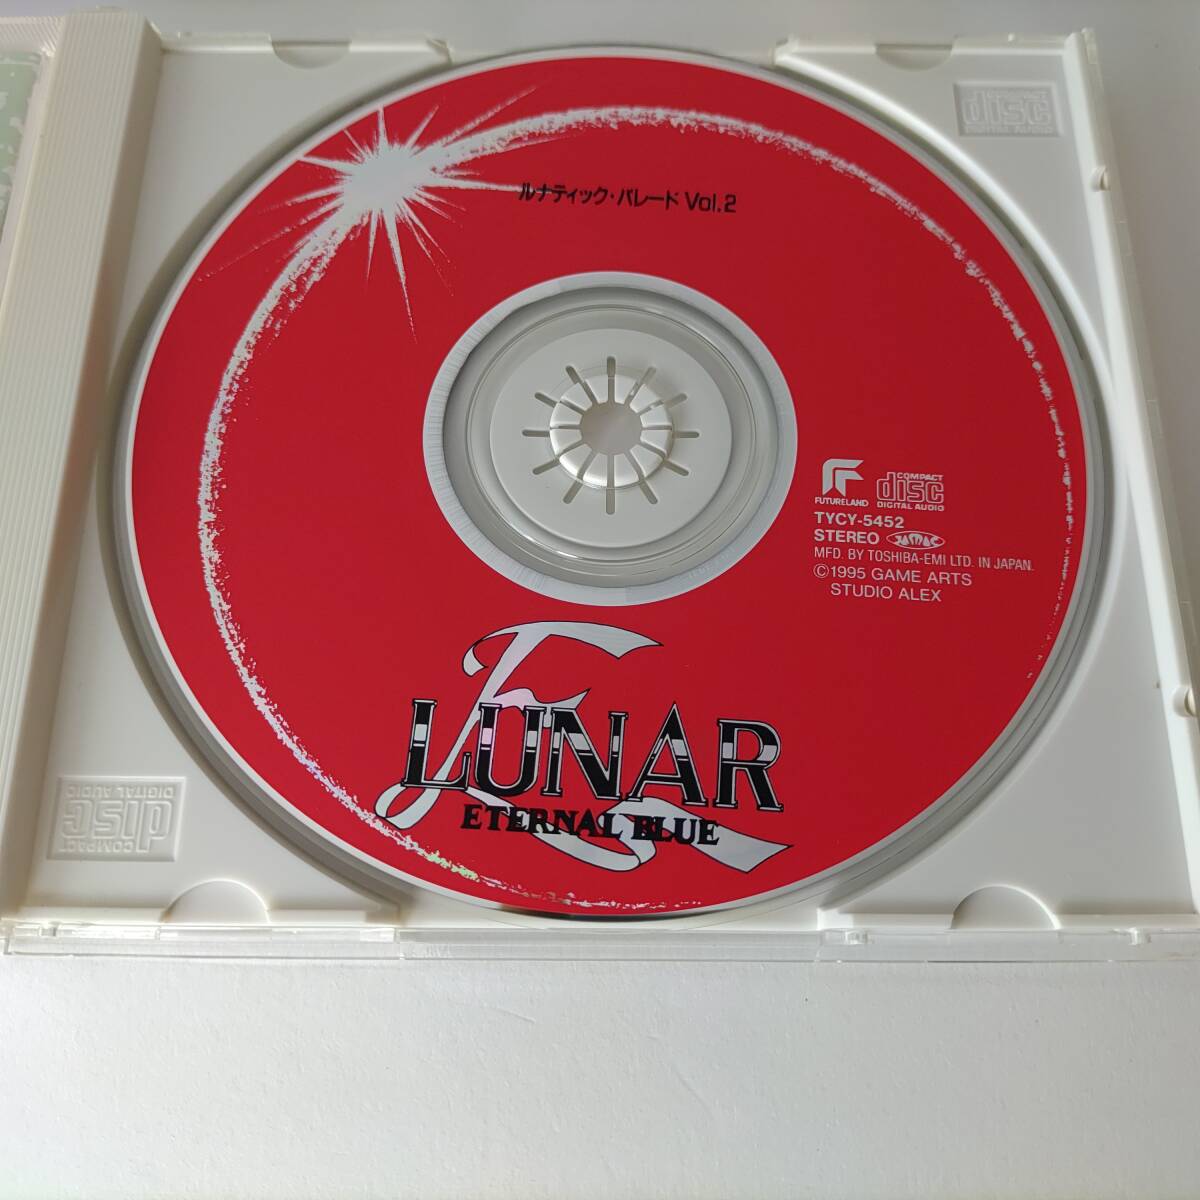 ルナティック・パレード Vol.2
COMPACT
disc
DIGITAL AUDIO
FUTURELAND
COMPACT
disc
DIGITAL AUDIO
TYCY-5452
STEREO JASRAC
MFD. BY TOSHIBA-EMI LTD. IN JAPAN.
©1995 GAME ARTS
STUDIO ALEX
LUNAR
ETERNAL BLUE
COMPACT
disc
DIGITAL AUDIO